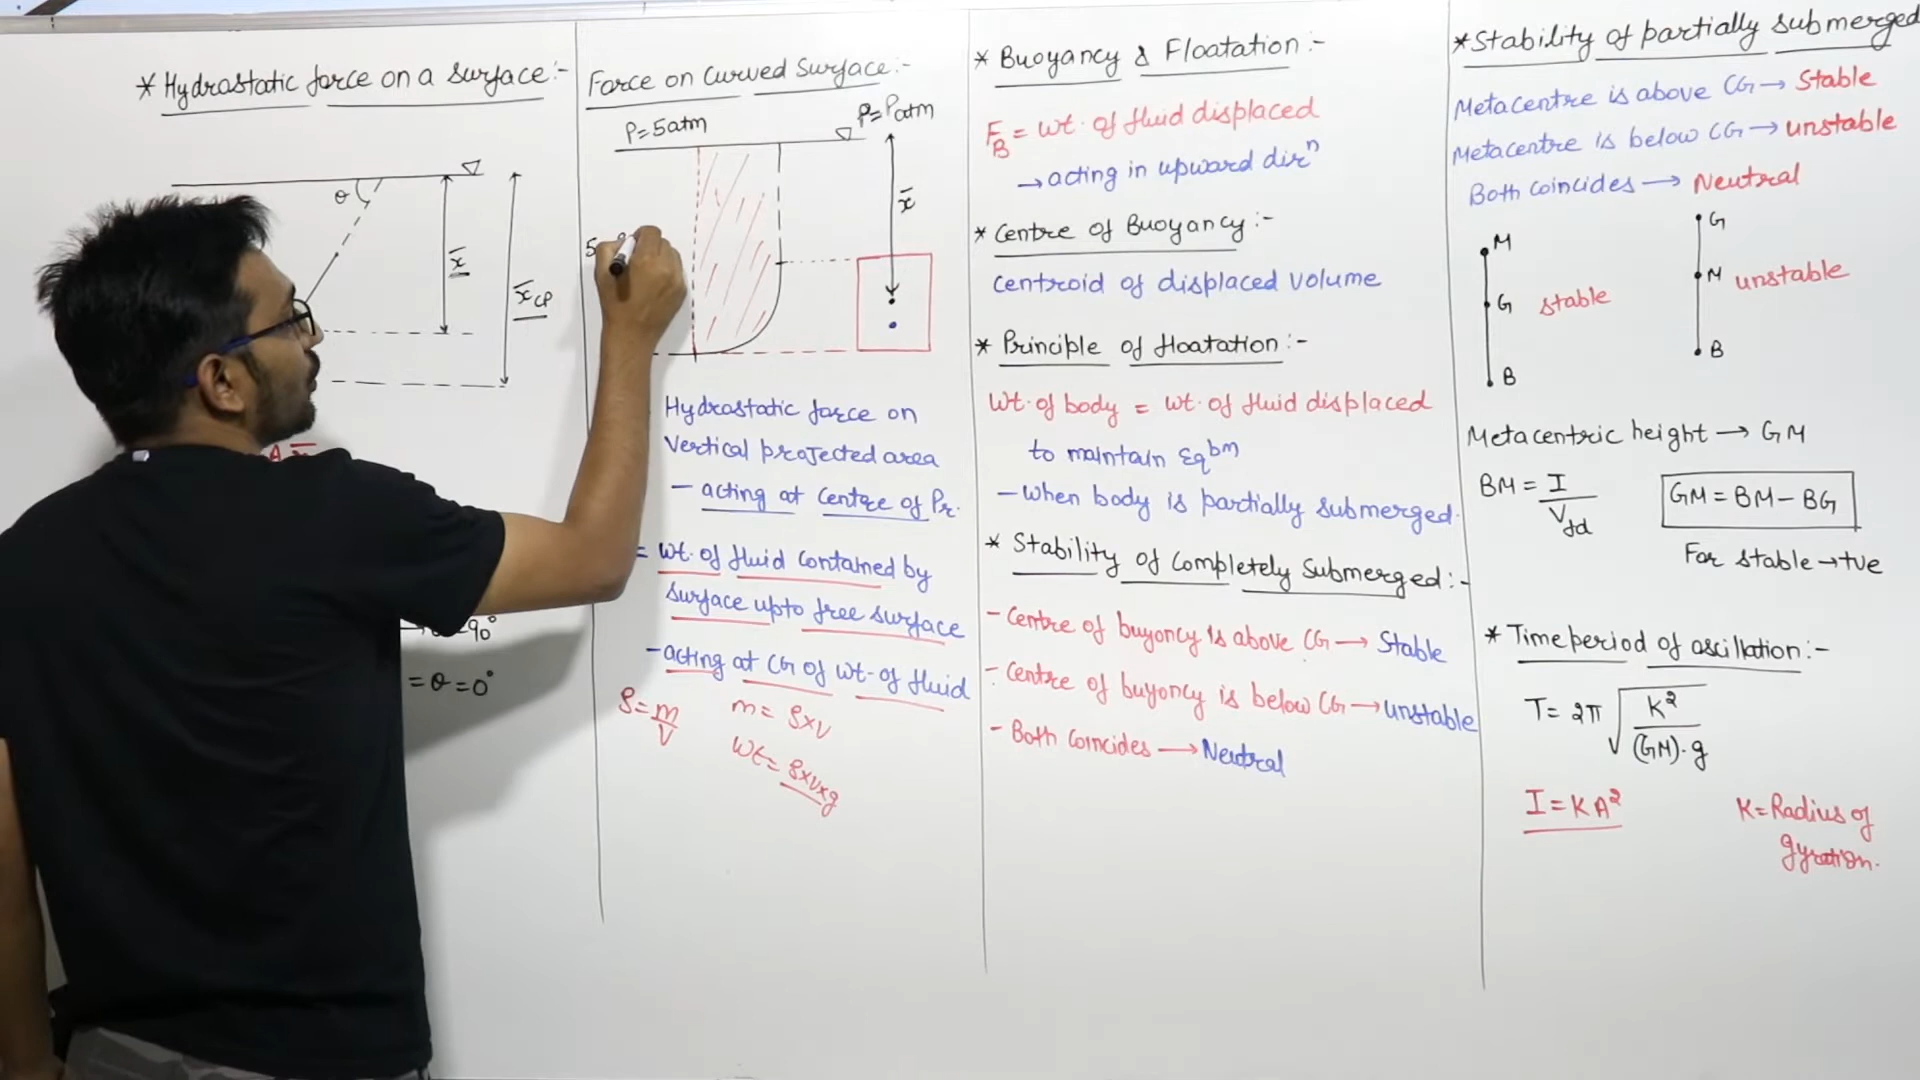 * Hydrostatic force on a surface:-
θ
x̄
x̄cp
A x̄
90°
= θ = 0°
Force on Curved Surface:-
P=5atm
P=Patm
x̄
5
Hydrostatic force on
Vertical projected area
- acting at Centre of Pr.
= wt. of fluid contained by
surface upto free surface
- acting at CG of wt. of fluid
ρ = m/V
m = ρxv
wt = ρxvxg
* Buoyancy & Floatation:-
FB = wt. of fluid displaced
→ acting in upward dirⁿ
* Centre of Buoyancy:-
centroid of displaced volume
* Principle of floatation:-
wt. of body = wt. of fluid displaced
to maintain Eqbm
- when body is partially submerged.
* Stability of Completely Submerged:-
- Centre of buyoncy is above CG → Stable
- Centre of buyoncy is below CG → unstable
- Both Coincides → Neutral
* Stability of partially submerged
Metacentre is above CG → Stable
Metacentre is below CG → unstable
Both Coincides → Neutral
M
G stable
B
G
M unstable
B
Metacentric height → GM
BM = I/Vfd
GM = BM - BG
For stable → +ve
* Time period of oscillation:-
T = 2π √(K²/(GM).g)
I = KA²
K = Radius of
gyration.